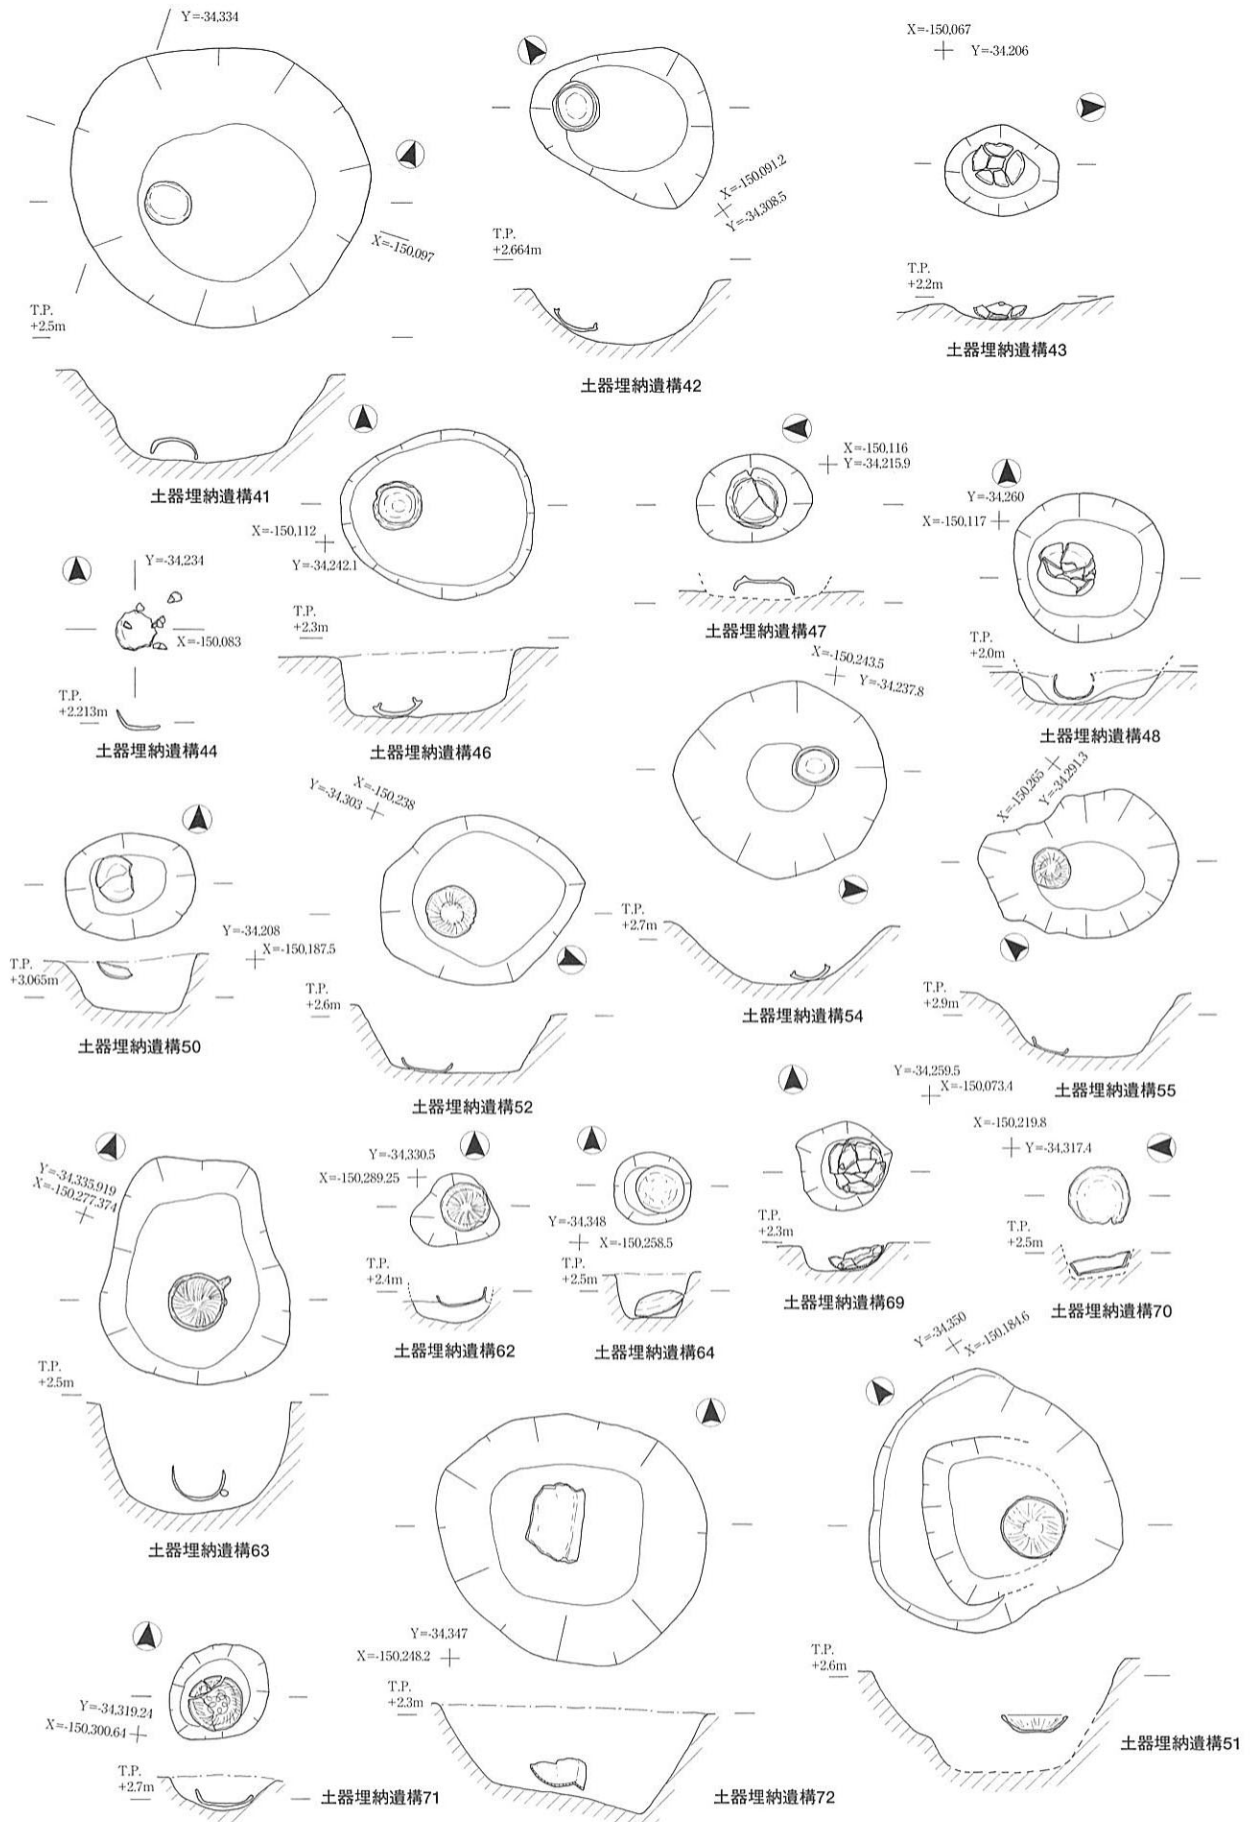 Y=-34,334
X=-150,097
T.P.
+2.5m
土器埋納遺構41
X=-150,091.2
Y=-34,308.5
T.P.
+2.664m
土器埋納遺構42
X=-150,067
Y=-34,206
T.P.
+2.2m
土器埋納遺構43
Y=-34,234
X=-150,083
T.P.
+2.213m
土器埋納遺構44
X=-150,112
Y=-34,242.1
T.P.
+2.3m
土器埋納遺構46
X=-150,116
Y=-34,215.9
土器埋納遺構47
Y=-34,260
X=-150,117
T.P.
+2.0m
土器埋納遺構48
Y=-34,208
X=-150,187.5
T.P.
+3.065m
土器埋納遺構50
X=-150,238
Y=-34,303
T.P.
+2.6m
土器埋納遺構52
X=-150,243.5
Y=-34,237.8
T.P.
+2.7m
土器埋納遺構54
X=-150,265
Y=-34,291.3
T.P.
+2.9m
土器埋納遺構55
Y=-34,335.919
X=-150,277.374
T.P.
+2.5m
土器埋納遺構63
Y=-34,330.5
X=-150,289.25
T.P.
+2.4m
土器埋納遺構62
Y=-34,348
X=-150,258.5
T.P.
+2.5m
土器埋納遺構64
Y=-34,259.5
X=-150,073.4
T.P.
+2.3m
土器埋納遺構69
X=-150,219.8
Y=-34,317.4
T.P.
+2.5m
土器埋納遺構70
Y=-34,319.24
X=-150,300.64
T.P.
+2.7m
土器埋納遺構71
Y=-34,347
X=-150,248.2
T.P.
+2.3m
土器埋納遺構72
Y=-34,350
X=-150,184.6
T.P.
+2.6m
土器埋納遺構51